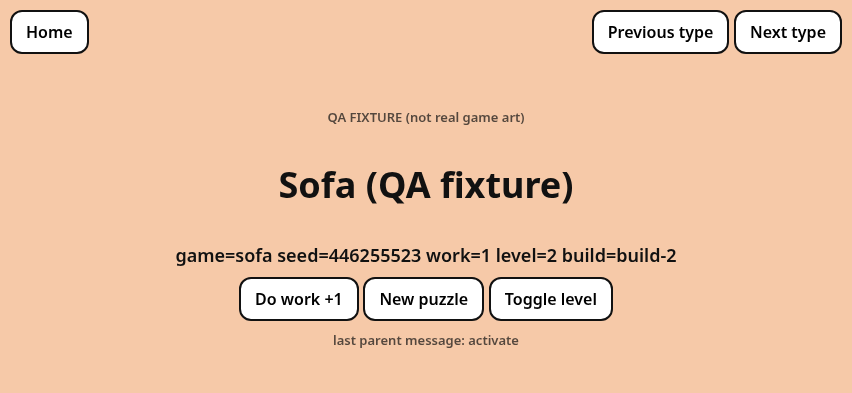 Home
Previous type
Next type
QA FIXTURE (not real game art)
Sofa (QA fixture)
game=sofa seed=446255523 work=1 level=2 build=build-2
Do work +1
New puzzle
Toggle level
last parent message: activate